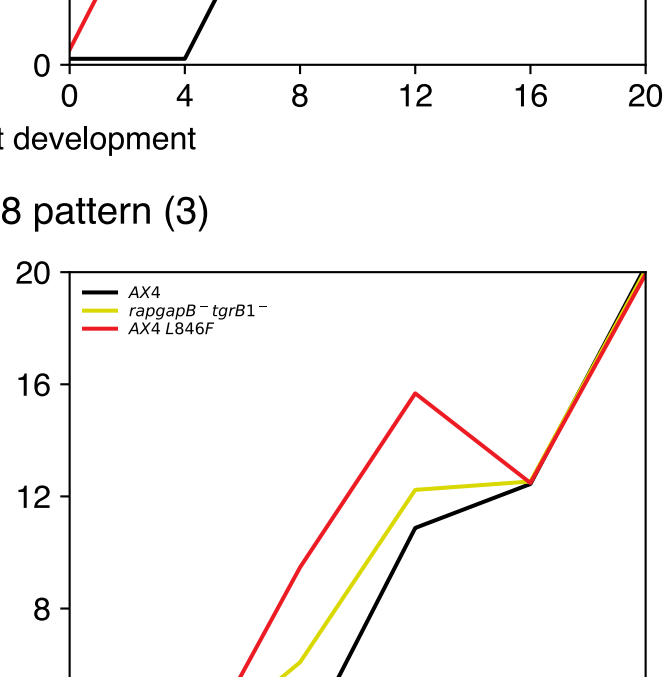 0
0 4 8 12 16 20
t development
8 pattern (3)
20
AX4
rapgapB⁻tgrB1⁻
AX4 L846F
16
12
8